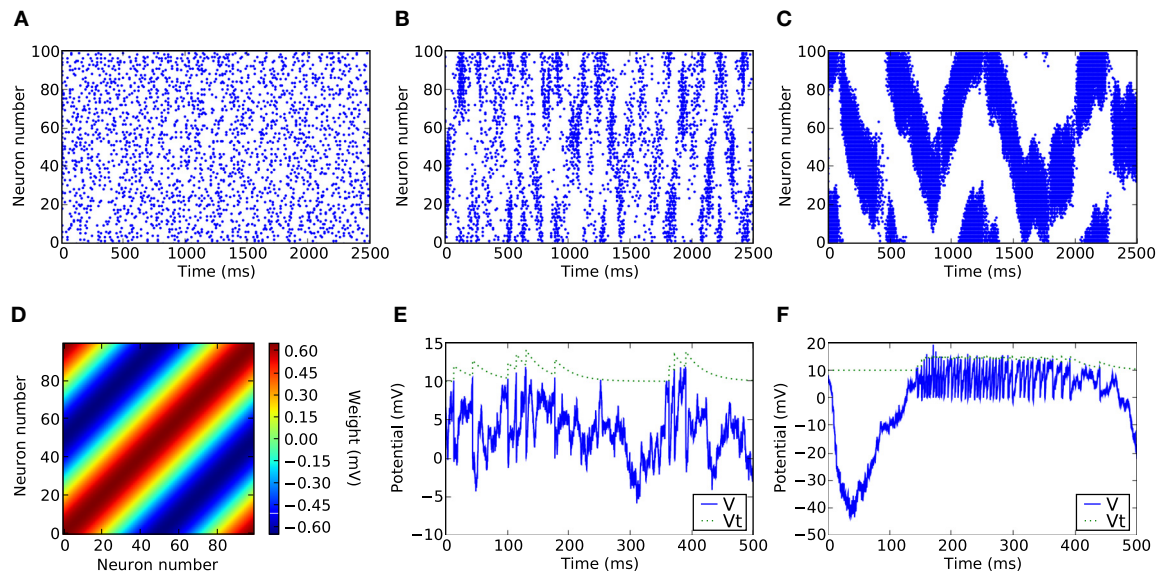 A
B
C
100
80
60
40
20
0
Neuron number
0 500 1000 1500 2000 2500
Time (ms)
100
80
60
40
20
0
Neuron number
0 500 1000 1500 2000 2500
Time (ms)
100
80
60
40
20
0
Neuron number
0 500 1000 1500 2000 2500
Time (ms)
D
E
F
80
60
40
20
0
Neuron number
0 20 40 60 80
Neuron number
0.60
0.45
0.30
0.15
0.00
−0.15
−0.30
−0.45
−0.60
Weight (mV)
15
10
5
0
−5
−10
Potential (mV)
V
Vt
0 100 200 300 400 500
Time (ms)
20
10
0
−10
−20
−30
−40
−50
Potential (mV)
V
Vt
0 100 200 300 400 500
Time (ms)